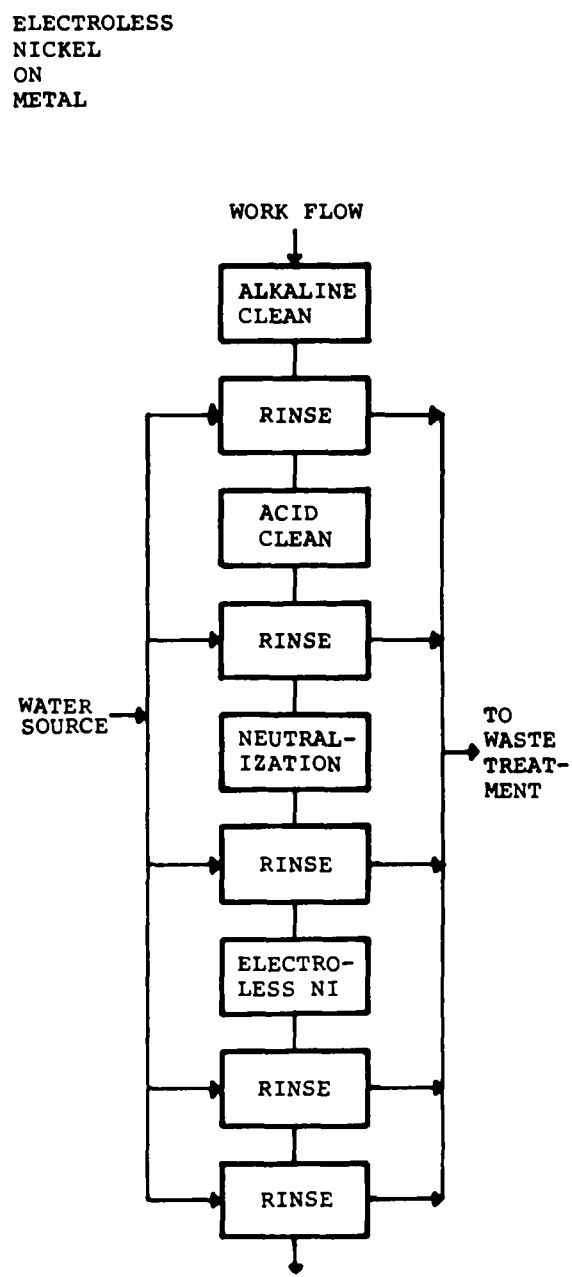 ELECTROLESS
NICKEL
ON
METAL
WORK FLOW
ALKALINE
CLEAN
RINSE
ACID
CLEAN
RINSE
WATER
SOURCE
NEUTRAL-
IZATION
TO
WASTE
TREAT-
MENT
RINSE
ELECTRO-
LESS NI
RINSE
RINSE